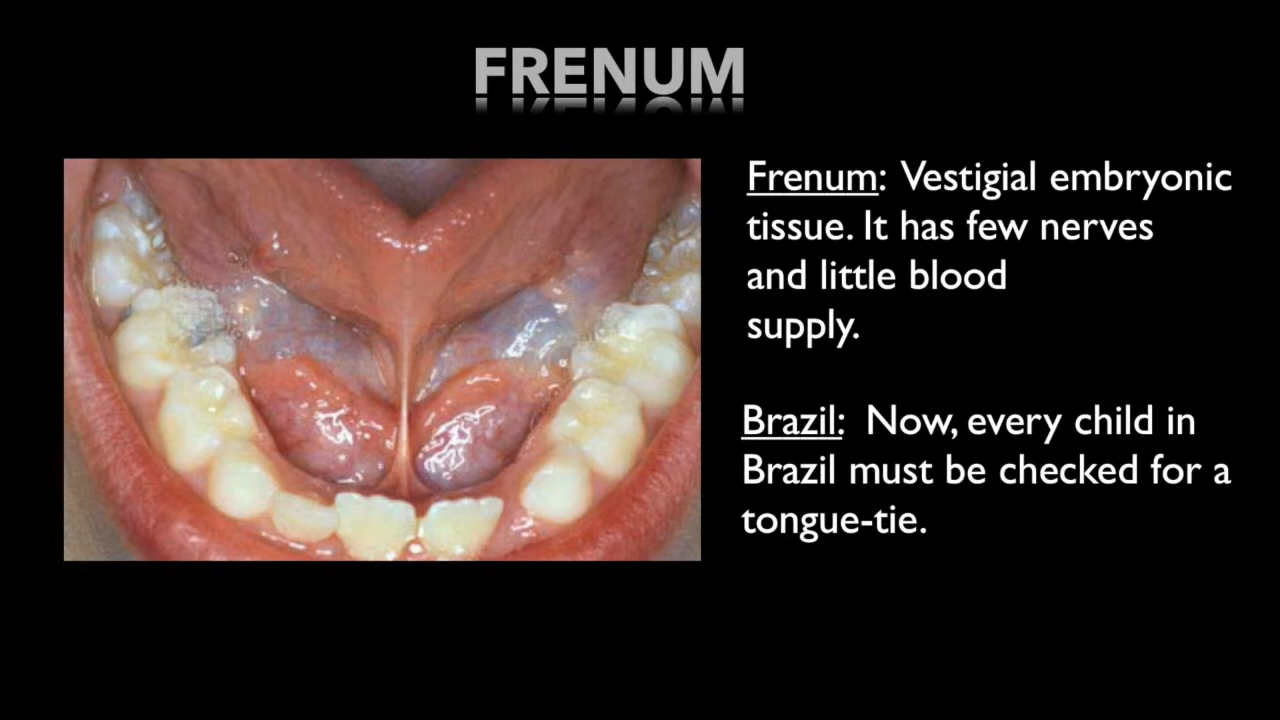 FRENUM
Frenum: Vestigial embryonic
tissue. It has few nerves
and little blood
supply.
Brazil: Now, every child in
Brazil must be checked for a
tongue-tie.